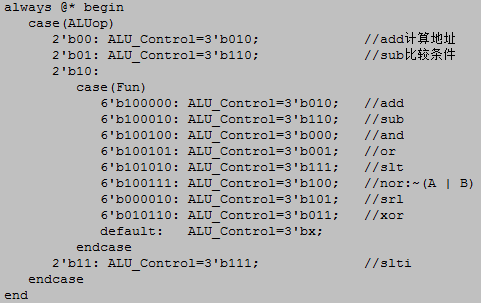 always @* begin
case(ALUop)
2'b00: ALU_Control=3'b010; //add计算地址
2'b01: ALU_Control=3'b110; //sub比较条件
2'b10:
case(Fun)
6'b100000: ALU_Control=3'b010; //add
6'b100010: ALU_Control=3'b110; //sub
6'b100100: ALU_Control=3'b000; //and
6'b100101: ALU_Control=3'b001; //or
6'b101010: ALU_Control=3'b111; //slt
6'b100111: ALU_Control=3'b100; //nor:~(A | B)
6'b000010: ALU_Control=3'b101; //srl
6'b010110: ALU_Control=3'b011; //xor
default: ALU_Control=3'bx;
endcase
2'b11: ALU_Control=3'b111; //slti
endcase
end